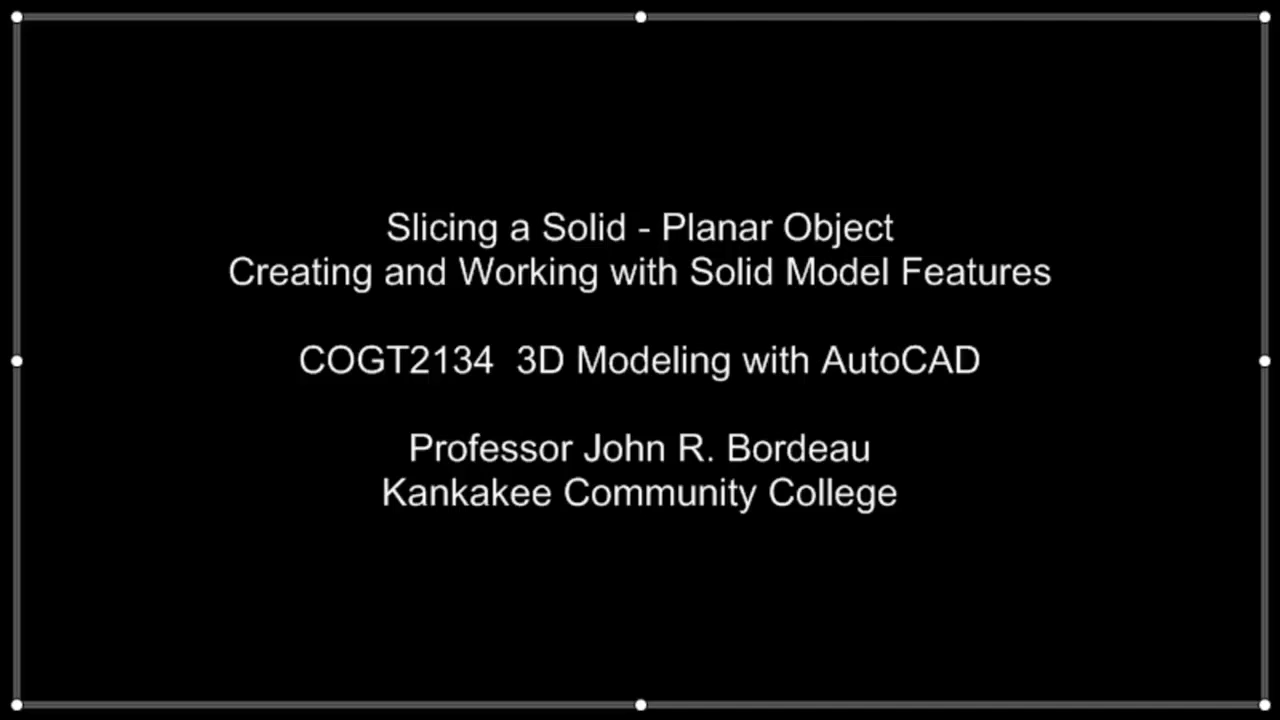 Slicing a Solid - Planar Object
Creating and Working with Solid Model Features
COGT2134  3D Modeling with AutoCAD
Professor John R. Bordeau
Kankakee Community College